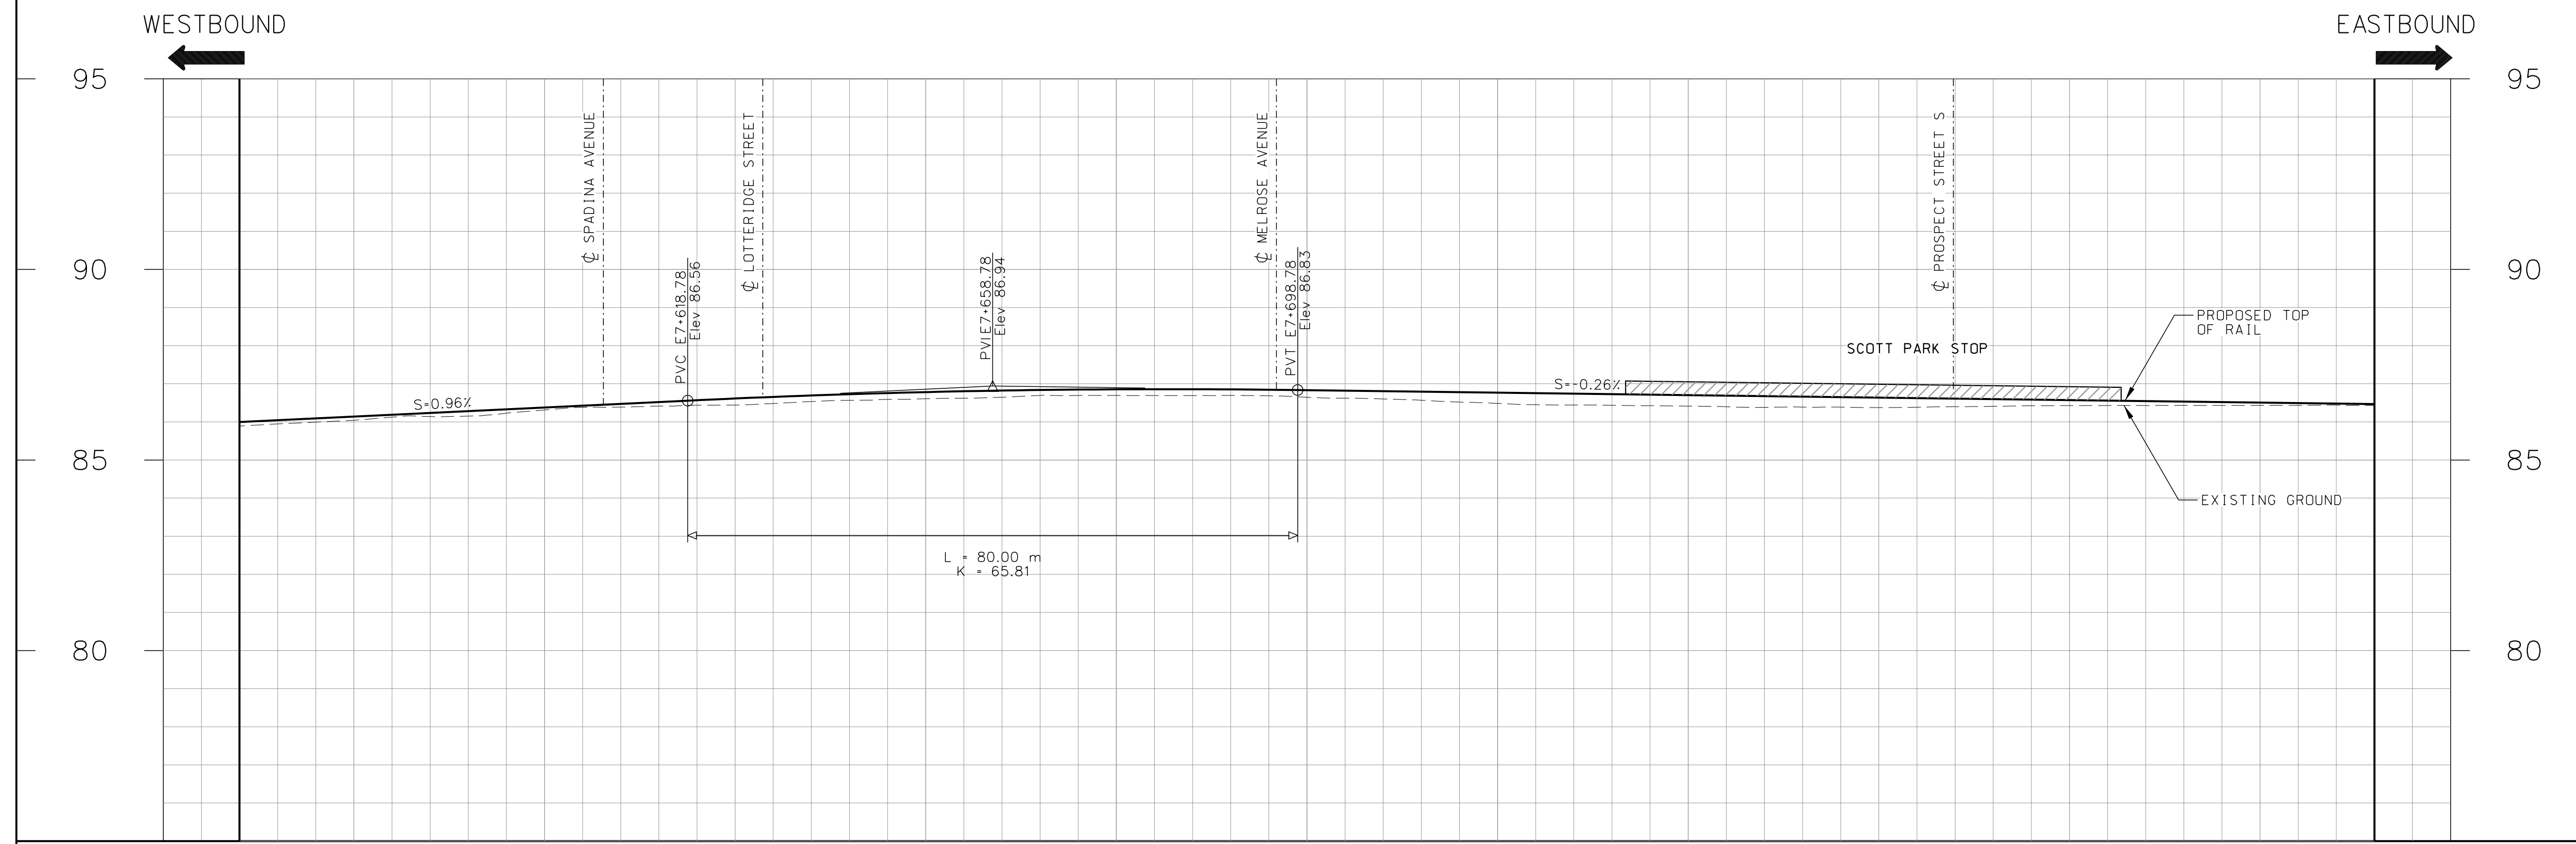 WESTBOUND
EASTBOUND
95
95
℄ SPADINA AVENUE
℄ LOTTERIDGE STREET
℄ MELROSE AVENUE
℄ PROSPECT STREET S
90
90
PVC E7+618.78
Elev 86.56
PVI E7+658.78
Elev 86.94
PVT E7+698.78
Elev 86.83
PROPOSED TOP
OF RAIL
SCOTT PARK STOP
S=0.96%
S=-0.26%
85
85
EXISTING GROUND
L = 80.00 m
K = 65.81
80
80